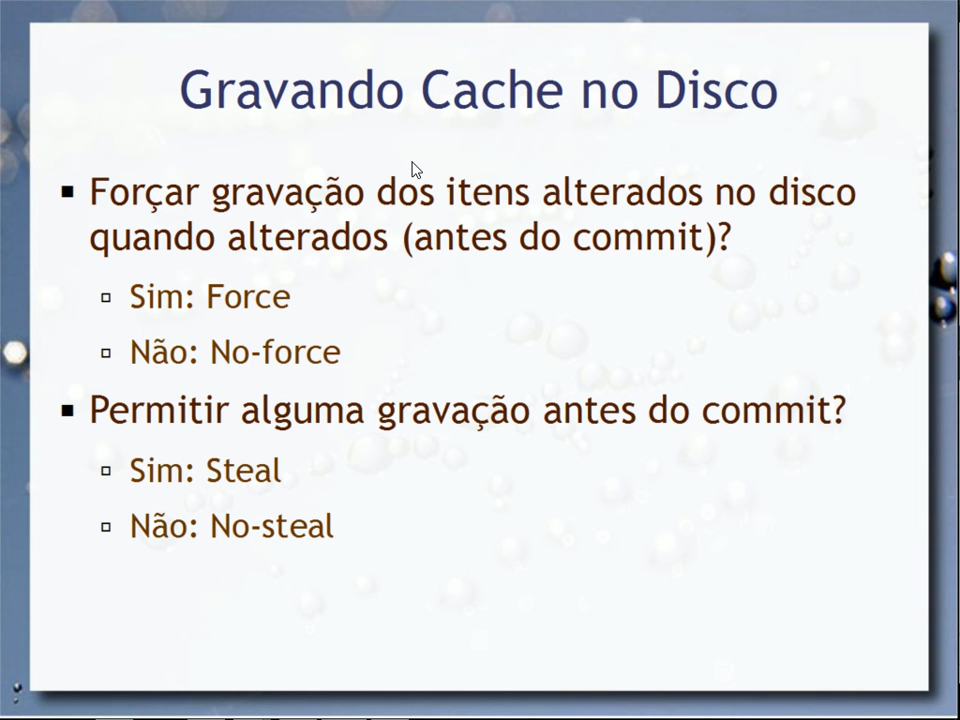 Gravando Cache no Disco
Forçar gravação dos itens alterados no disco
quando alterados (antes do commit)?
Sim: Force
Não: No-force
Permitir alguma gravação antes do commit?
Sim: Steal
Não: No-steal